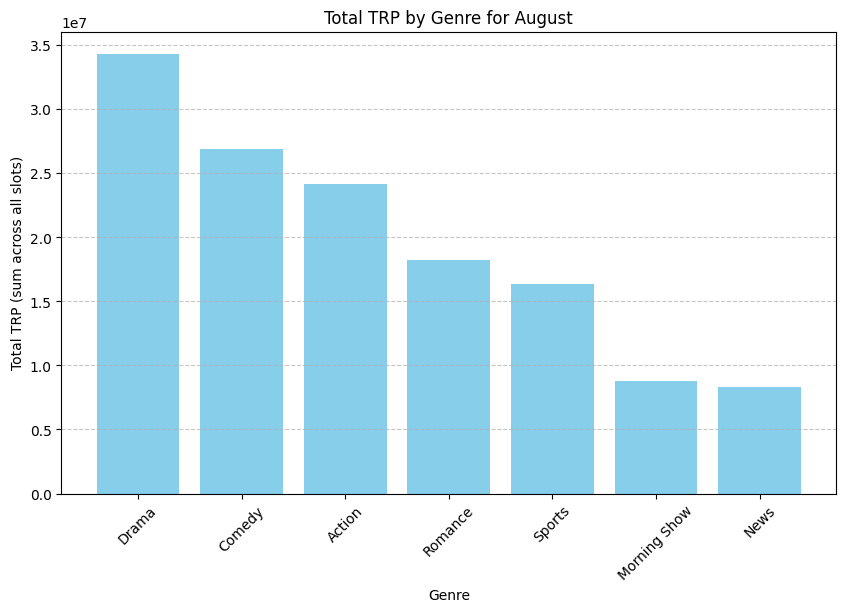 Total TRP by Genre for August
1e7
Total TRP (sum across all slots)
3.5
3.0
2.5
2.0
1.5
1.0
0.5
0.0
Drama
Comedy
Action
Romance
Sports
Morning Show
News
Genre